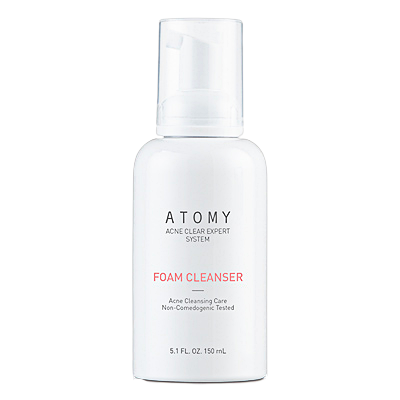 ATOMY
ACNE CLEAR EXPERT
SYSTEM
FOAM CLEANSER
Acne Cleansing Care
Non-Comedogenic Tested
5.1 FL. OZ. 150 mL